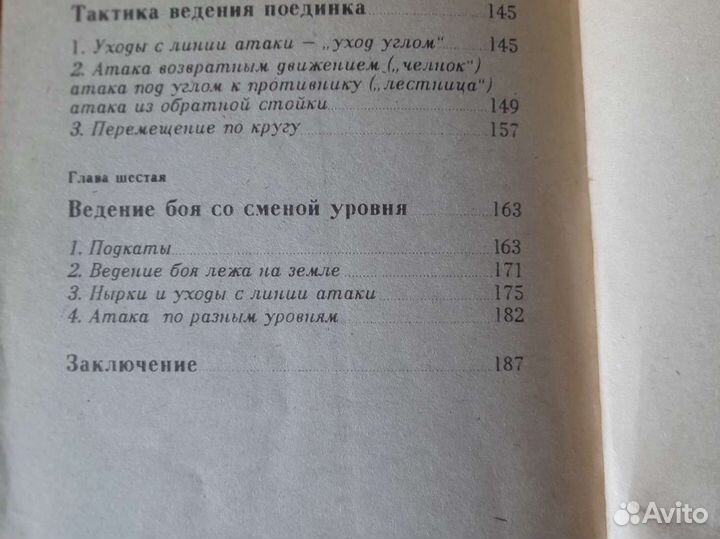 Тактика ведения поединка 145
1. Уходы с линии атаки — „уход углом“ 145
2. Атака возвратным движением („челнок“)
атака под углом к противнику („лестница“)
атака из обратной стойки 149
3. Перемещение по кругу 157
Глава шестая
Ведение боя со сменой уровня 163
1. Подкаты 163
2. Ведение боя лежа на земле 171
3. Нырки и уходы с линии атаки 175
4. Атака по разным уровням 182
Заключение 187
Avito